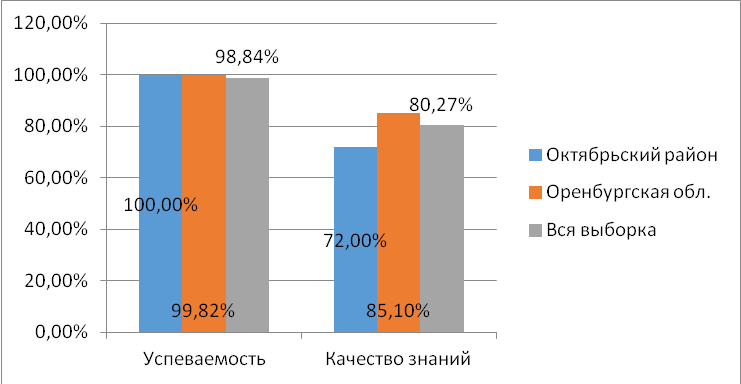 120,00%
100,00%
80,00%
60,00%
40,00%
20,00%
0,00%
98,84%
100,00%
99,82%
80,27%
72,00%
85,10%
Успеваемость
Качество знаний
Октябрьский район
Оренбургская обл.
Вся выборка